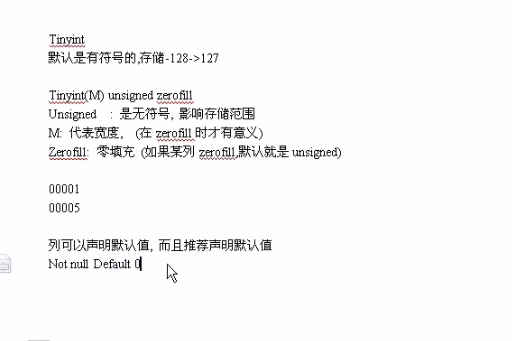 Tinyint
默认是有符号的,存储-128->127
Tinyint(M) unsigned zerofill
Unsigned : 是无符号, 影响存储范围
M: 代表宽度, (在 zerofill 时才有意义)
Zerofill: 零填充 (如果某列 zerofill,默认就是 unsigned)
00001
00005
列可以声明默认值, 而且推荐声明默认值
Not null Default 0